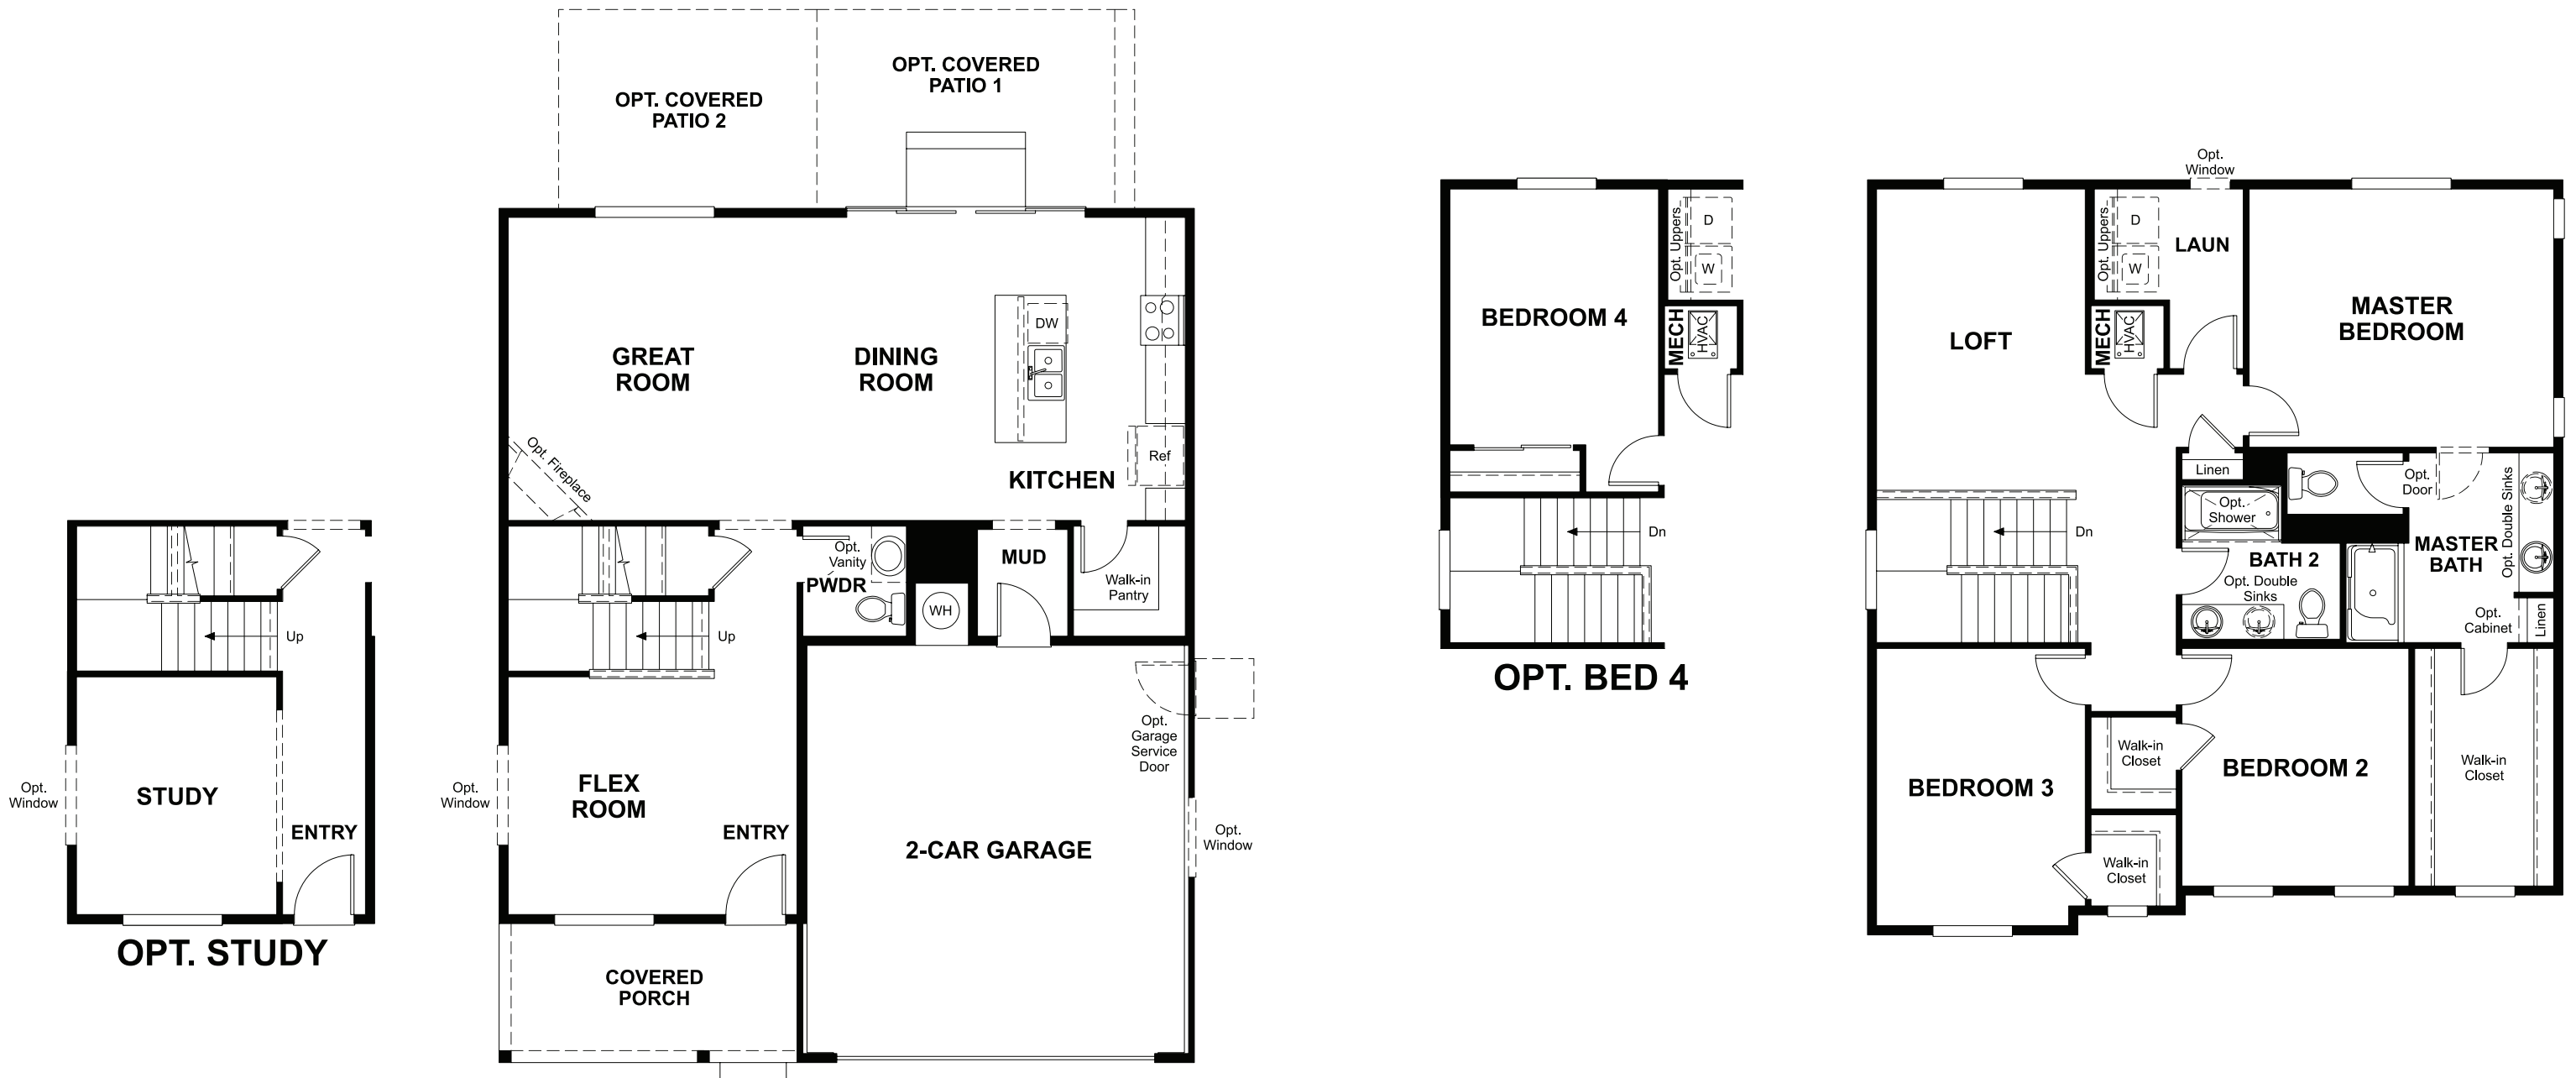 Opt.
Window
STUDY
ENTRY
Up
OPT. STUDY
OPT. COVERED
PATIO 2
OPT. COVERED
PATIO 1
GREAT
ROOM
DINING
ROOM
DW
Ref
KITCHEN
Opt. Fireplace
Opt.
Vanity
PWDR
WH
MUD
Walk-in
Pantry
Up
Opt.
Window
FLEX
ROOM
ENTRY
2-CAR GARAGE
Opt.
Garage
Service
Door
Opt.
Window
COVERED
PORCH
BEDROOM 4
Opt. Uppers
D
W
MECH
HVAC
Dn
OPT. BED 4
Opt.
Window
LOFT
Opt. Uppers
D
W
LAUN
MECH
HVAC
MASTER
BEDROOM
Linen
Opt.
Door
Opt. Double Sinks
Opt.
Shower
Dn
BATH 2
Opt. Double
Sinks
MASTER
BATH
Opt.
Cabinet
Linen
BEDROOM 3
Walk-in
Closet
Walk-in
Closet
BEDROOM 2
Walk-in
Closet